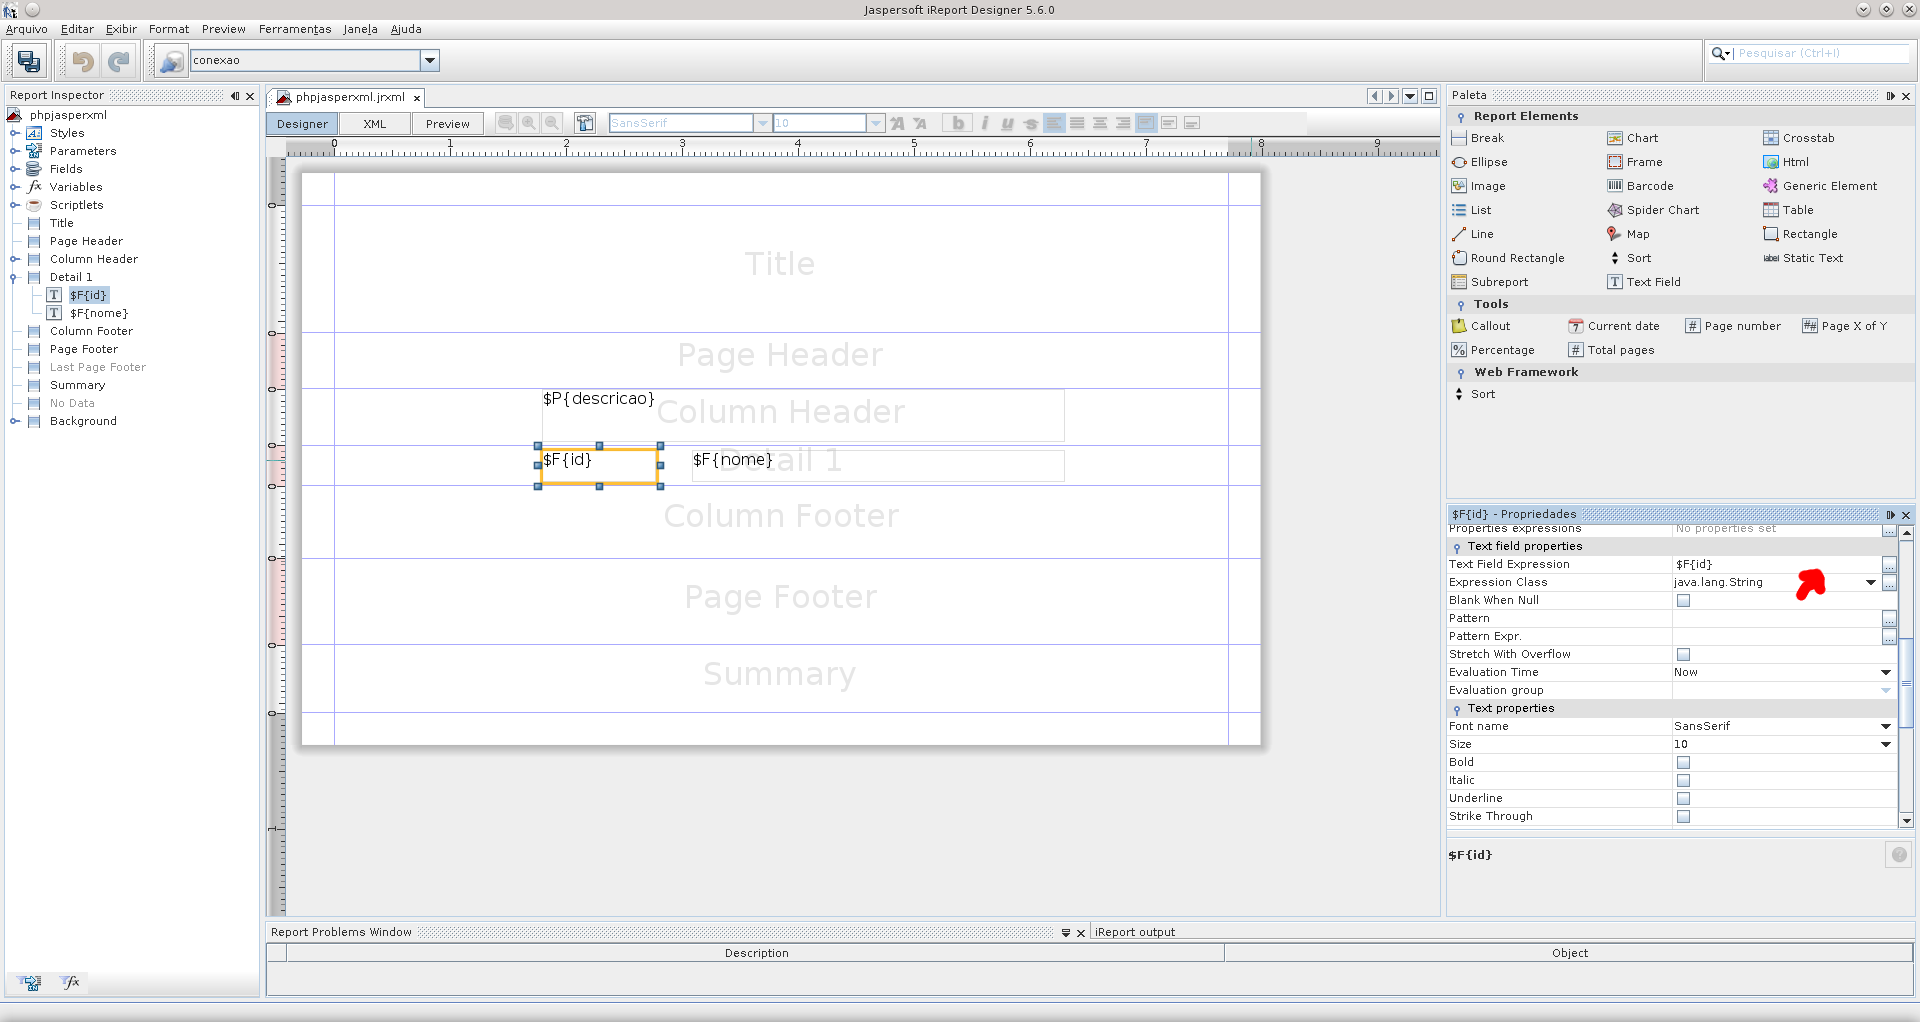 Jaspersoft iReport Designer 5.6.0
Arquivo Editar Exibir Format Preview Ferramentas Janela Ajuda
conexao
Pesquisar (Ctrl+I)
Report Inspector
phpjasperxml
Styles
Parameters
Fields
Variables
Scriptlets
Title
Page Header
Column Header
Detail 1
$F{id}
$F{nome}
Column Footer
Page Footer
Last Page Footer
Summary
No Data
Background
phpjasperxml.jrxml
Designer XML Preview
SansSerif 10
b i u s
0 1 2 3 4 5 6 7 8 9
Title
Page Header
$P{descricao}
Column Header
$F{id} $F{nome}
Detail 1
Column Footer
Page Footer
Summary
Paleta
Report Elements
Break Chart Crosstab
Ellipse Frame Html
Image Barcode Generic Element
List Spider Chart Table
Line Map Rectangle
Round Rectangle Sort Static Text
Subreport Text Field
Tools
Callout Current date Page number Page X of Y
Percentage Total pages
Web Framework
Sort
$F{id} - Propriedades
Properties expressions No properties set
Text field properties
Text Field Expression $F{id}
Expression Class java.lang.String
Blank When Null
Pattern
Pattern Expr.
Stretch With Overflow
Evaluation Time Now
Evaluation group
Text properties
Font name SansSerif
Size 10
Bold
Italic
Underline
Strike Through
$F{id}
Report Problems Window iReport output
Description Object